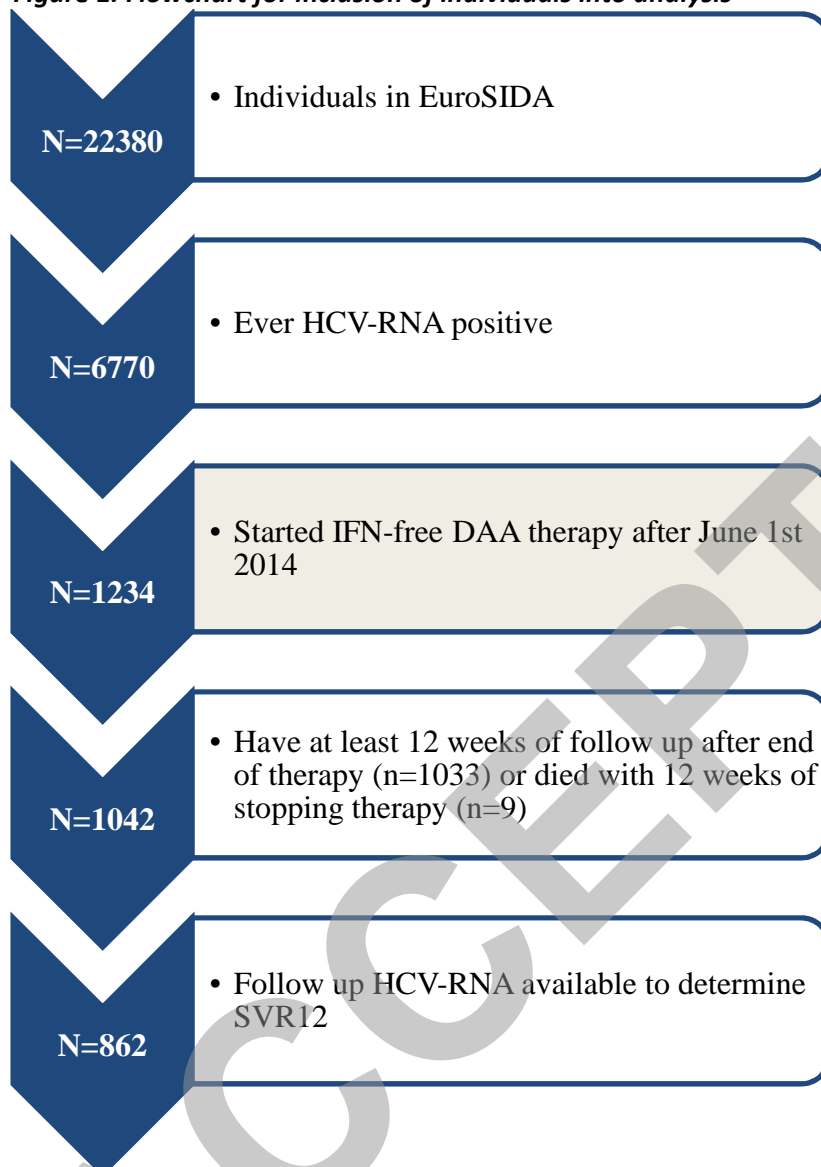 Figure 1: Flowchart for inclusion of individuals into analysis
N=22380
• Individuals in EuroSIDA
N=6770
• Ever HCV-RNA positive
N=1234
• Started IFN-free DAA therapy after June 1st
2014
N=1042
• Have at least 12 weeks of follow up after end
of therapy (n=1033) or died with 12 weeks of
stopping therapy (n=9)
N=862
• Follow up HCV-RNA available to determine
SVR12
CCEPT